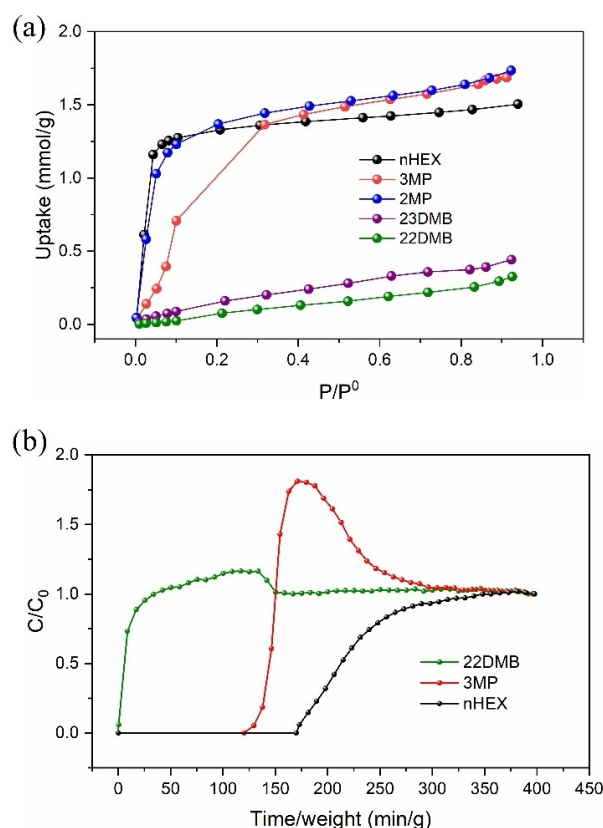 (a)
2.0
1.5
1.0
0.5
0.0
Uptake (mmol/g)
nHEX
3MP
2MP
23DMB
22DMB
0.0 0.2 0.4 0.6 0.8 1.0
P/P⁰
(b)
2.0
1.5
1.0
0.5
0.0
C/C₀
22DMB
3MP
nHEX
0 50 100 150 200 250 300 350 400 450
Time/weight (min/g)